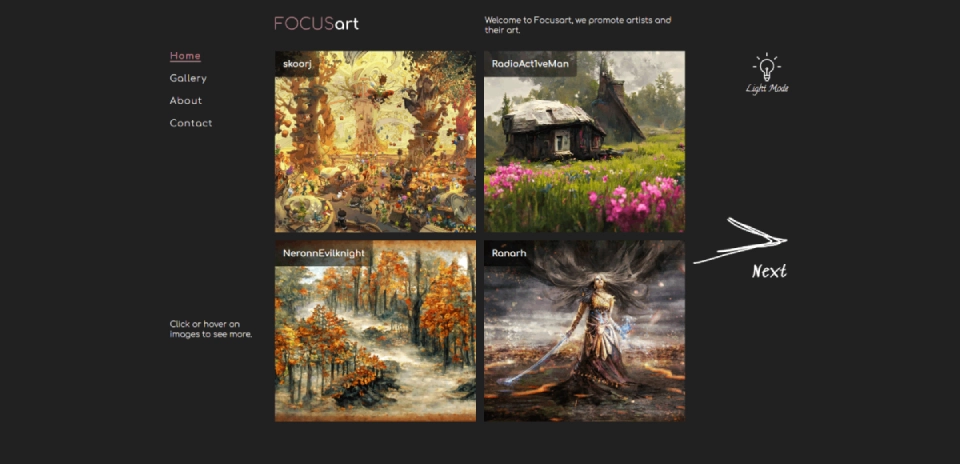 FOCUSart
Welcome to Focusart, we promote artists and
their art.
Home
Gallery
About
Contact
skoorj
RadioAct1veMan
Light Mode
Next
NeronnEvilknight
Ranarh
Click or hover on
images to see more.